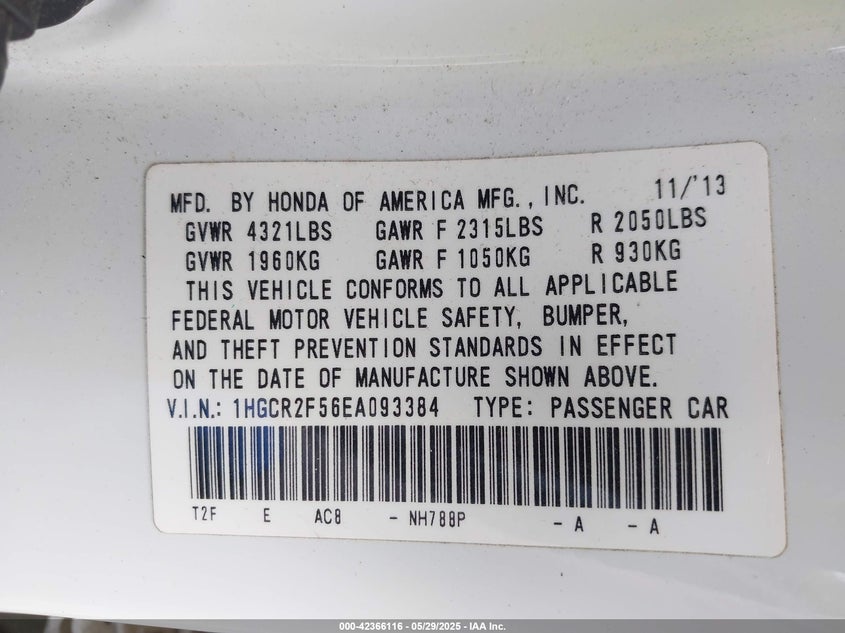 MFD. BY HONDA OF AMERICA MFG., INC. 11/'13
GVWR 4321LBS GAWR F 2315LBS R 2050LBS
GVWR 1960KG GAWR F 1050KG R 930KG
THIS VEHICLE CONFORMS TO ALL APPLICABLE
FEDERAL MOTOR VEHICLE SAFETY, BUMPER,
AND THEFT PREVENTION STANDARDS IN EFFECT
ON THE DATE OF MANUFACTURE SHOWN ABOVE.
V.I.N.: 1HGCR2F56EA093384 TYPE: PASSENGER CAR
T2F E AC8 - NH788P - A - A
000-42366116 - 05/29/2025 - IAA Inc.